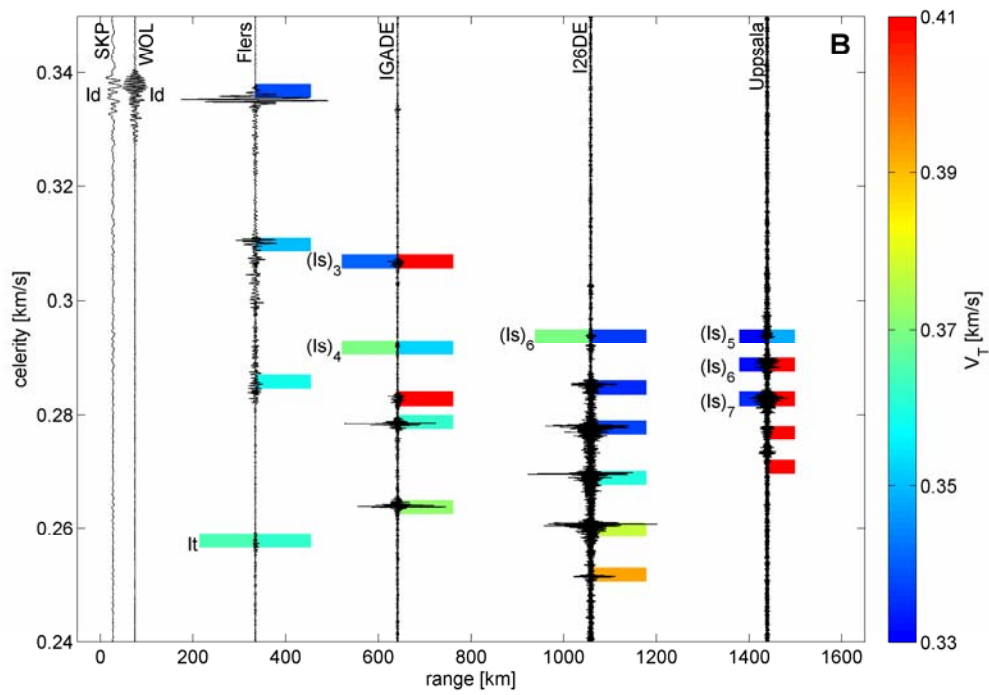 SKP
WOL
Flers
IGADE
I26DE
Uppsala
B
Id
Id
(Is)3
(Is)4
(Is)6
(Is)5
(Is)6
(Is)7
It
0.34
0.32
0.3
0.28
0.26
0.24
celerity [km/s]
0 200 400 600 800 1000 1200 1400 1600
range [km]
0.41
0.39
0.37
0.35
0.33
VT [km/s]